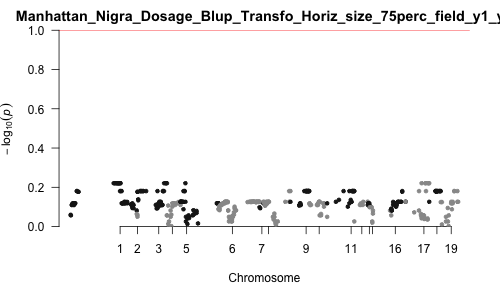 Manhattan_Nigra_Dosage_Blup_Transfo_Horiz_size_75perc_field_y1_y
1.0
0.8
0.6
0.4
0.2
0.0
−log10(p)
1 2 3 5 6 7 9 11 16 17 19
Chromosome